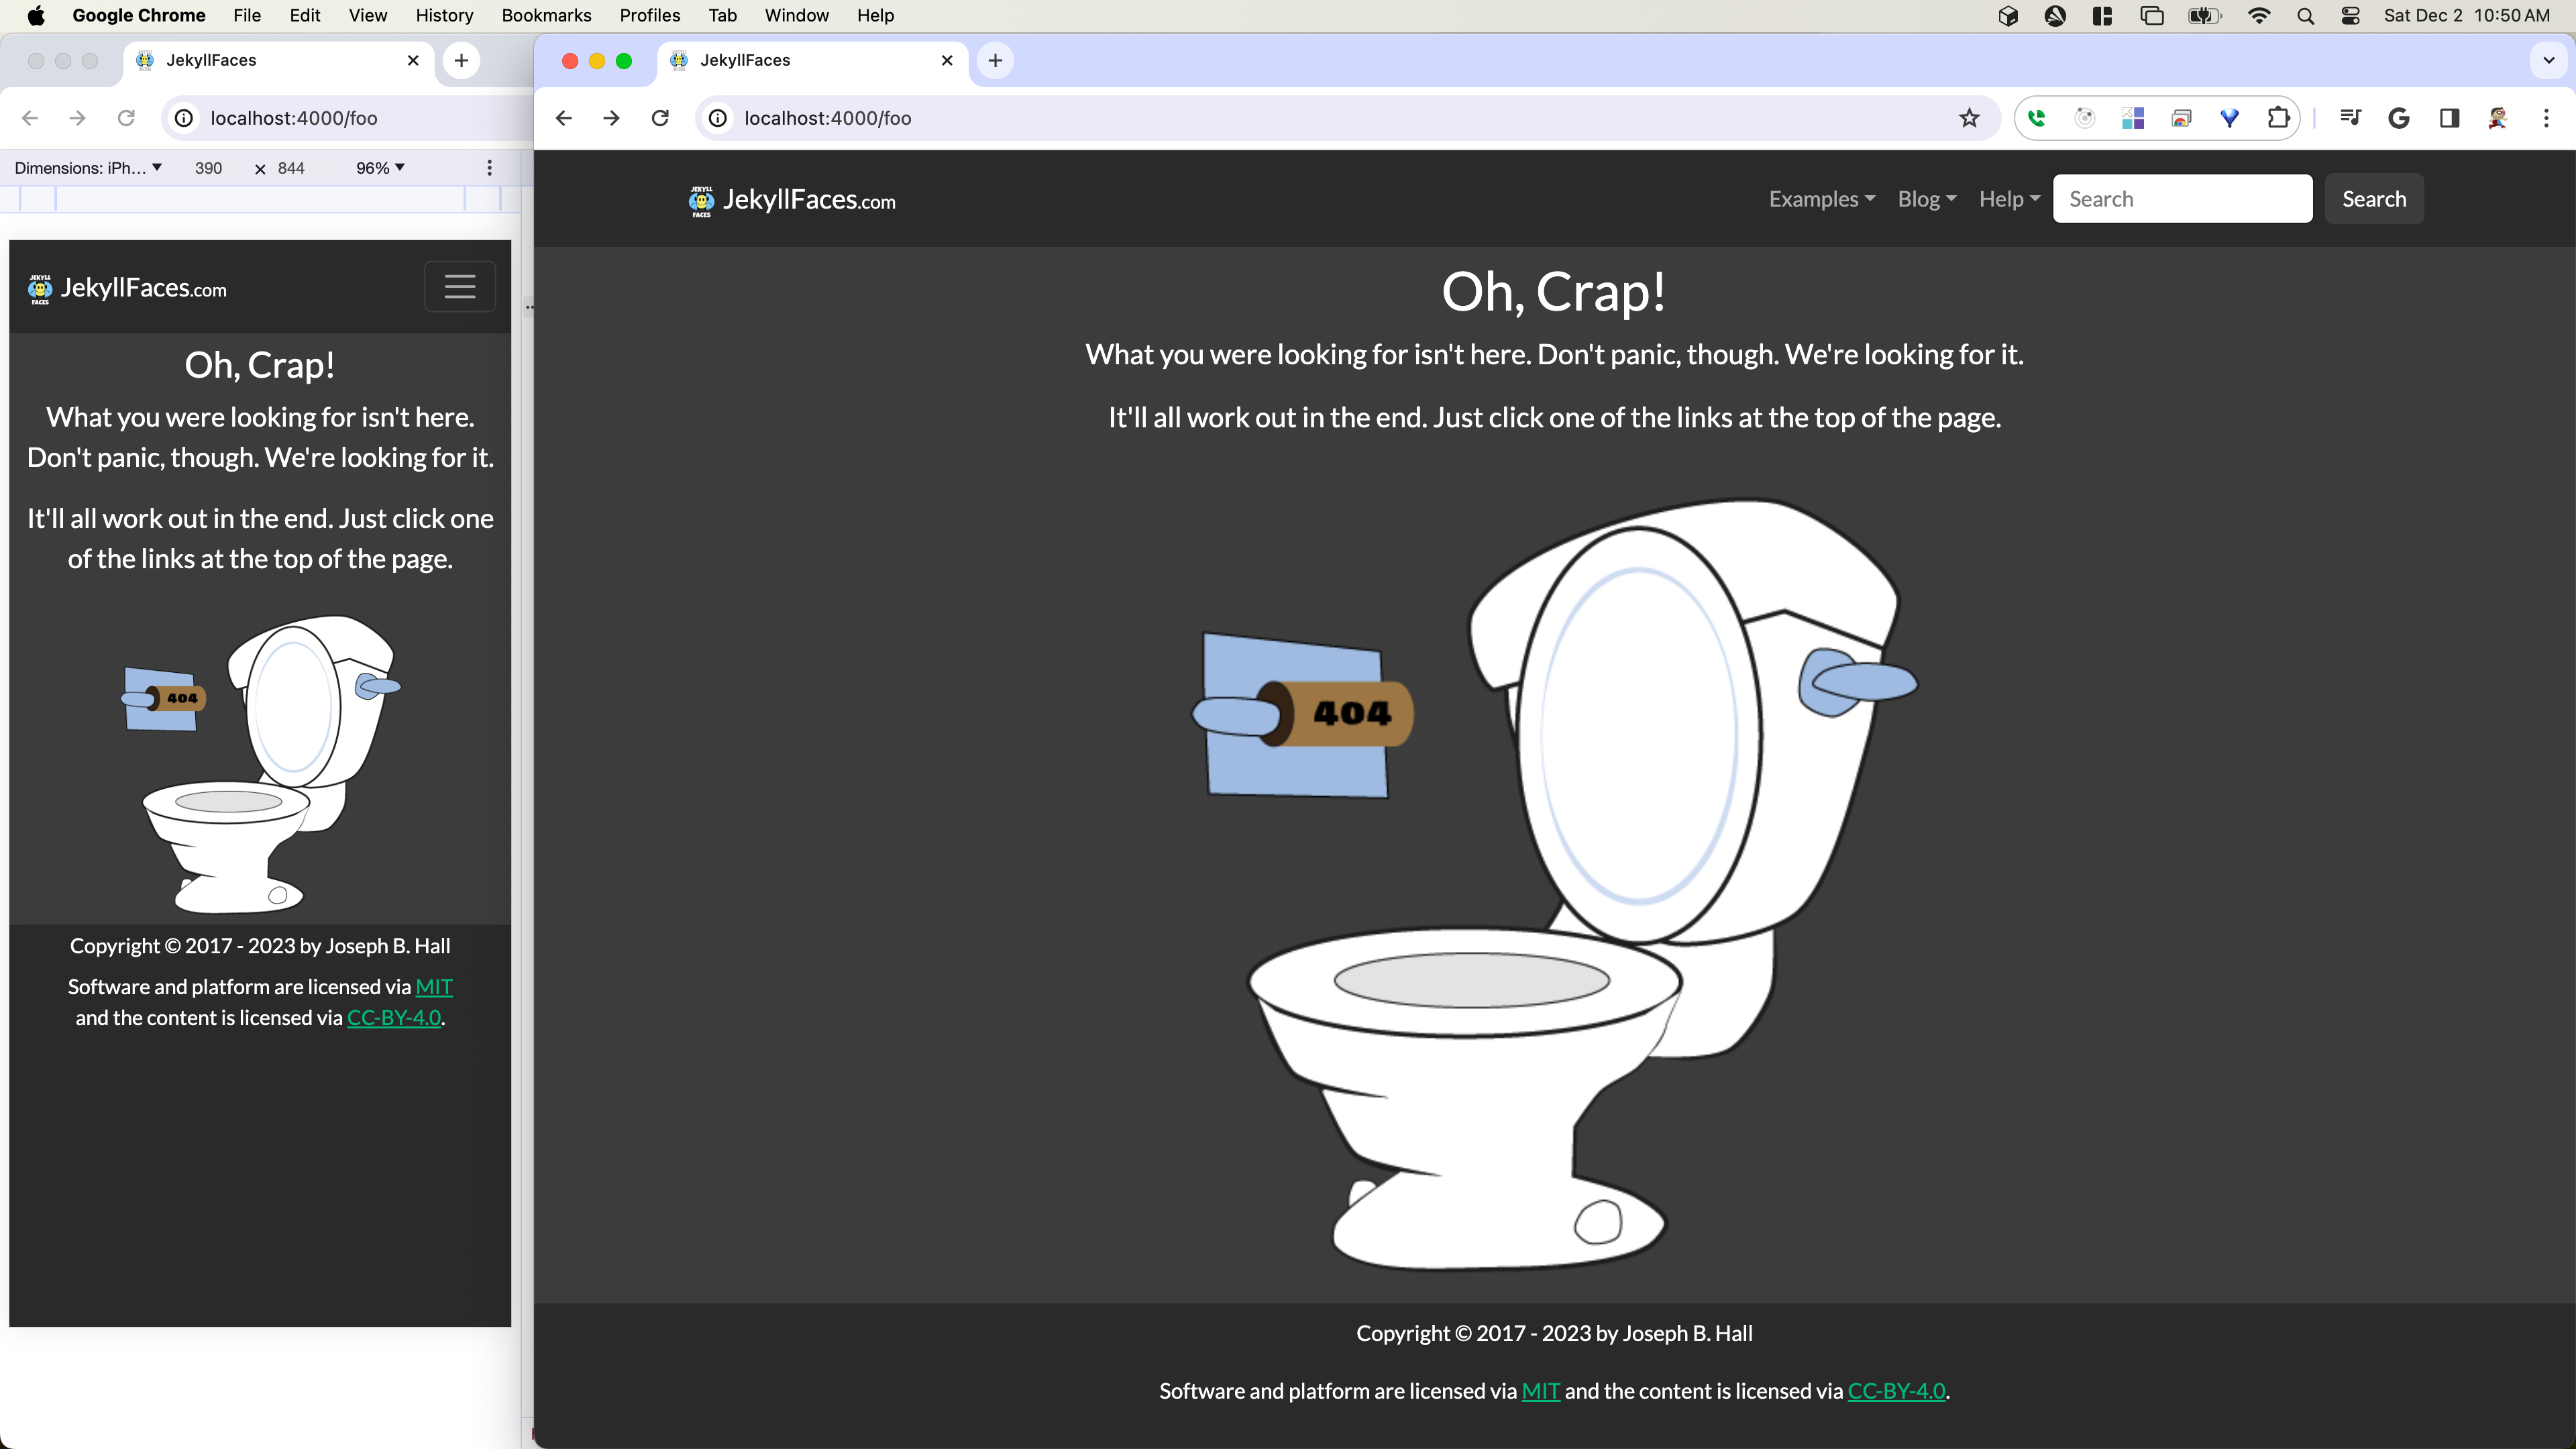 Google Chrome File Edit View History Bookmarks Profiles Tab Window Help Sat Dec 2 10:50 AM
JekyllFaces
localhost:4000/foo
Dimensions: iPh... 390 × 844 96%
JEKYLL FACES JekyllFaces.com
Oh, Crap!
What you were looking for isn't here.
Don't panic, though. We're looking for it.
It'll all work out in the end. Just click one
of the links at the top of the page.
404
Copyright © 2017 - 2023 by Joseph B. Hall
Software and platform are licensed via MIT
and the content is licensed via CC-BY-4.0.
JekyllFaces
localhost:4000/foo
JEKYLL FACES JekyllFaces.com Examples Blog Help Search Search
Oh, Crap!
What you were looking for isn't here. Don't panic, though. We're looking for it.
It'll all work out in the end. Just click one of the links at the top of the page.
404
Copyright © 2017 - 2023 by Joseph B. Hall
Software and platform are licensed via MIT and the content is licensed via CC-BY-4.0.